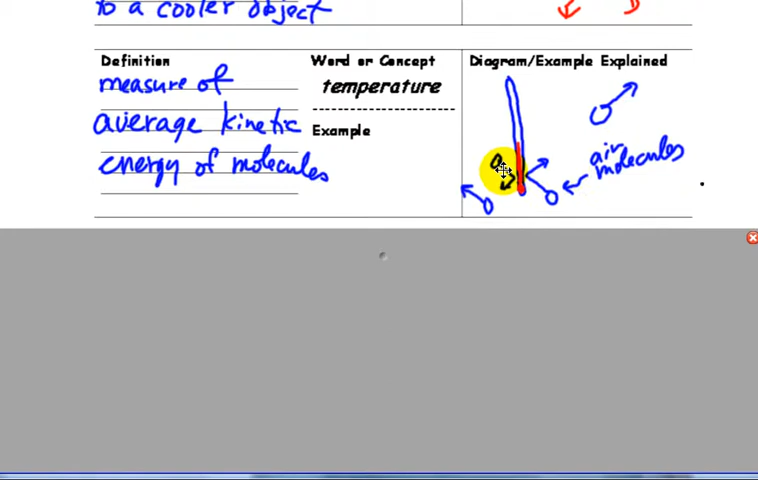 to a cooler object
Definition
measure of
average kinetic
energy of molecules
Word or Concept
temperature
Example
Diagram/Example Explained
air
molecules